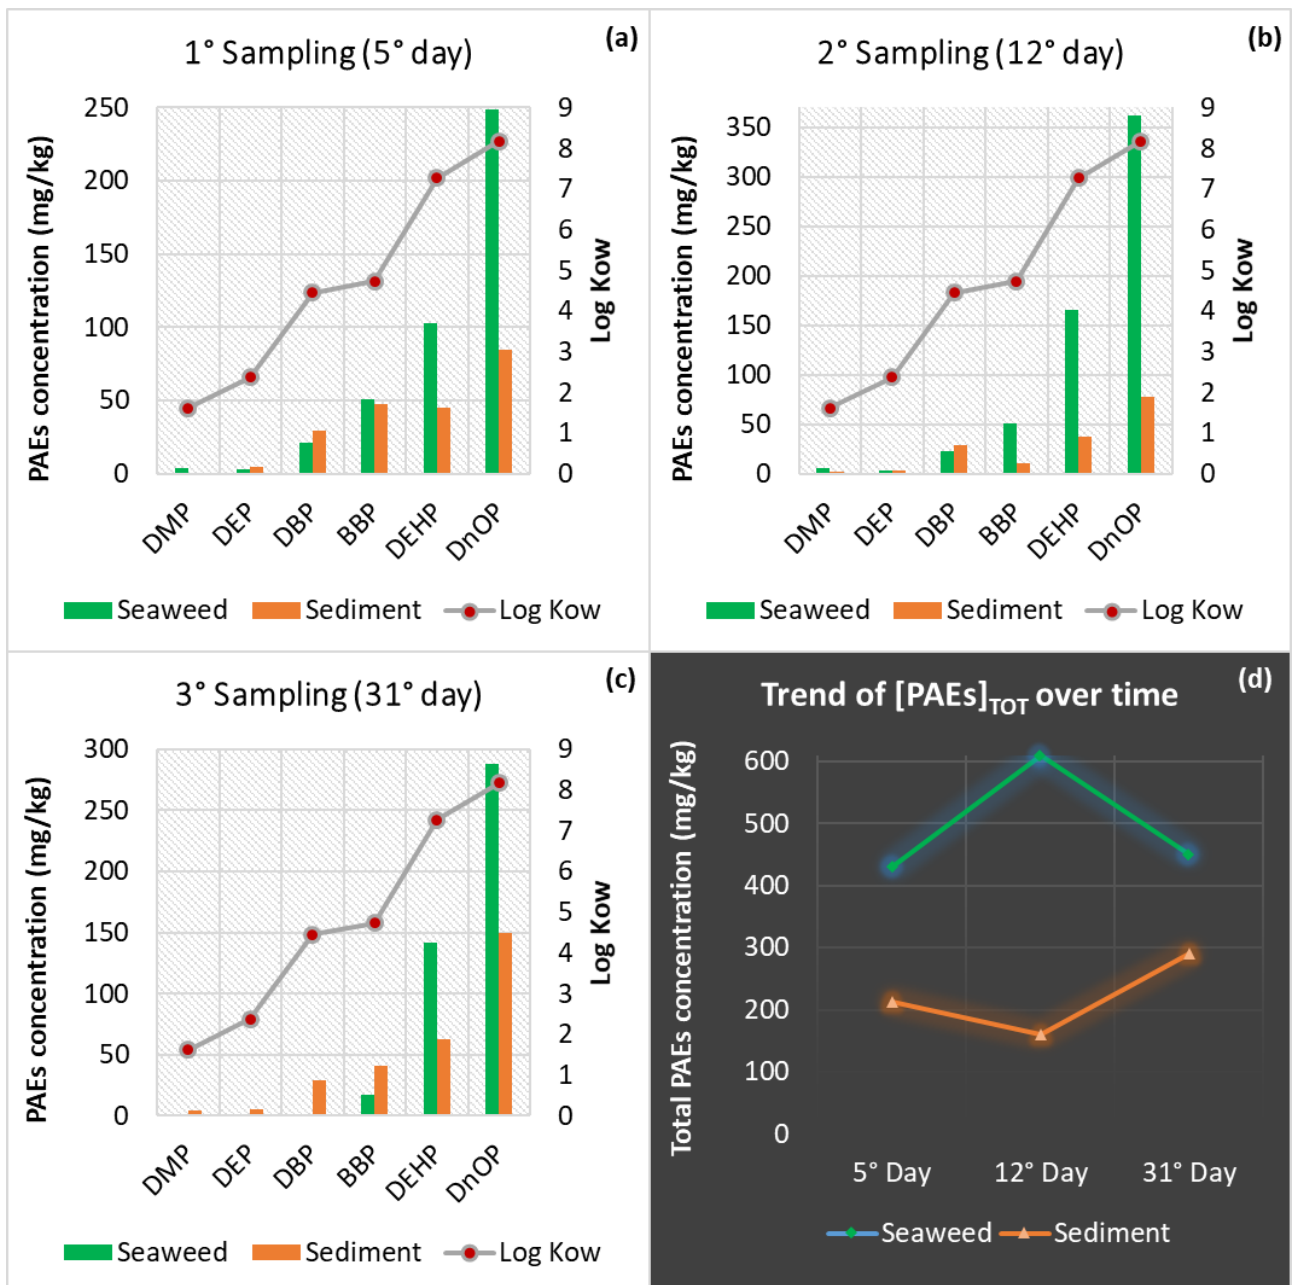 1° Sampling (5° day)
(a)
PAEs concentration (mg/kg)
250
200
150
100
50
0
9
8
7
6
5
4
3
2
1
0
Log Kow
DMP
DEP
DBP
BBP
DEHP
DnOP
Seaweed Sediment Log Kow
2° Sampling (12° day)
(b)
PAEs concentration (mg/kg)
350
300
250
200
150
100
50
0
9
8
7
6
5
4
3
2
1
0
Log Kow
DMP
DEP
DBP
BBP
DEHP
DnOP
Seaweed Sediment Log Kow
3° Sampling (31° day)
(c)
PAEs concentration (mg/kg)
300
250
200
150
100
50
0
9
8
7
6
5
4
3
2
1
0
Log Kow
DMP
DEP
DBP
BBP
DEHP
DnOP
Seaweed Sediment Log Kow
Trend of [PAEs]TOT over time
(d)
Total PAEs concentration (mg/kg)
600
500
400
300
200
100
0
5° Day 12° Day 31° Day
Seaweed Sediment